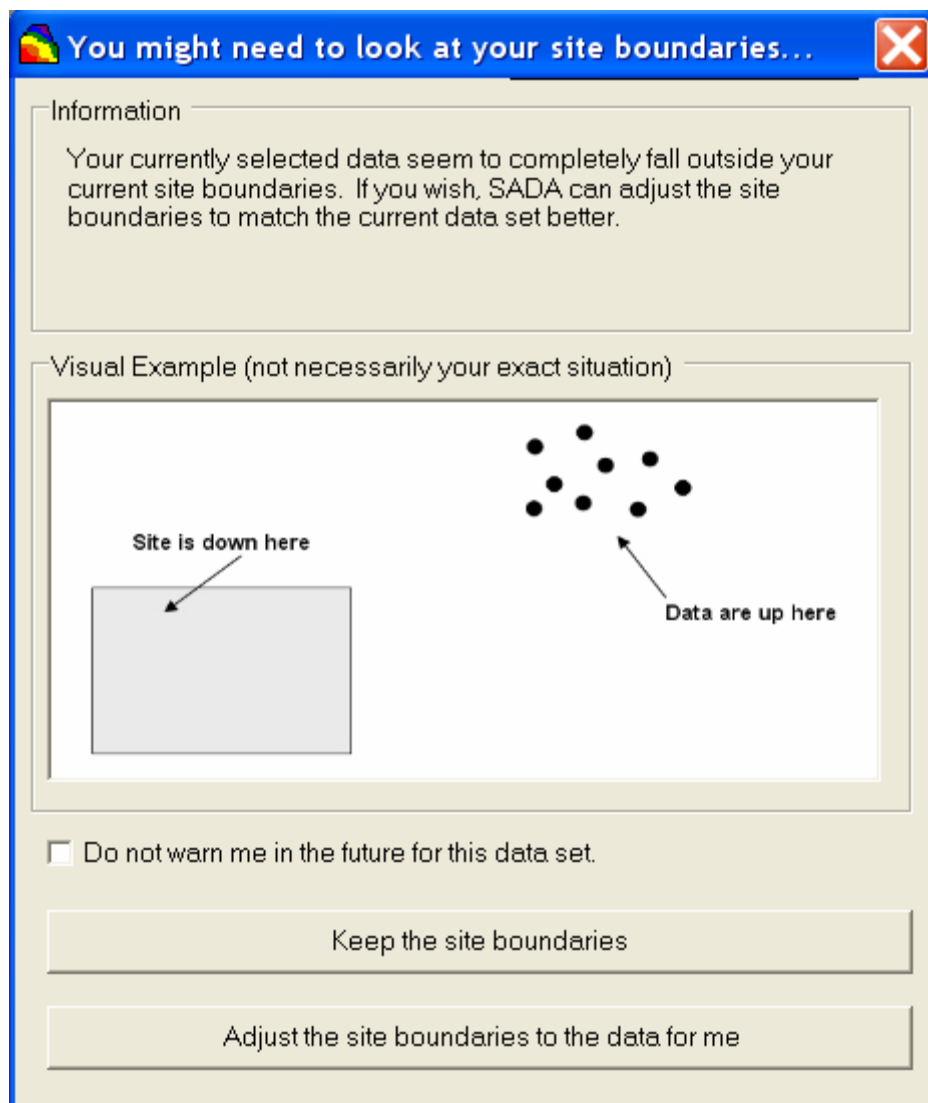 You might need to look at your site boundaries...
Information
Your currently selected data seem to completely fall outside your
current site boundaries. If you wish, SADA can adjust the site
boundaries to match the current data set better.
Visual Example (not necessarily your exact situation)
Site is down here
Data are up here
Do not warn me in the future for this data set.
Keep the site boundaries
Adjust the site boundaries to the data for me